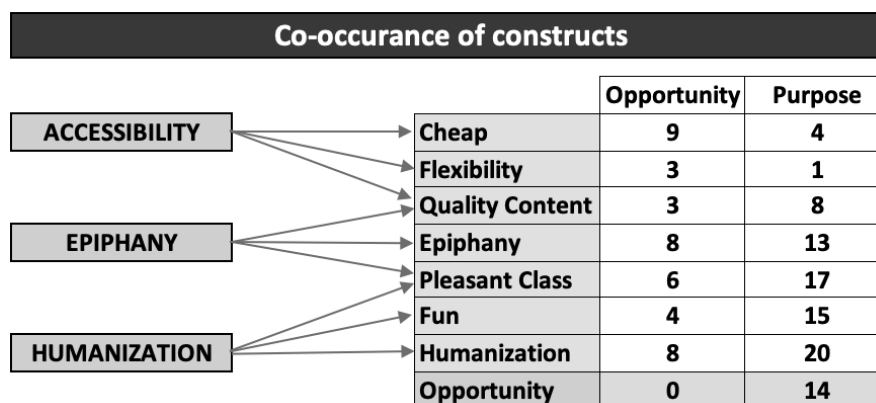 Co-occurance of constructs
Opportunity Purpose
ACCESSIBILITY Cheap 9 4
Flexibility 3 1
Quality Content 3 8
EPIPHANY Epiphany 8 13
Pleasant Class 6 17
Fun 4 15
HUMANIZATION Humanization 8 20
Opportunity 0 14